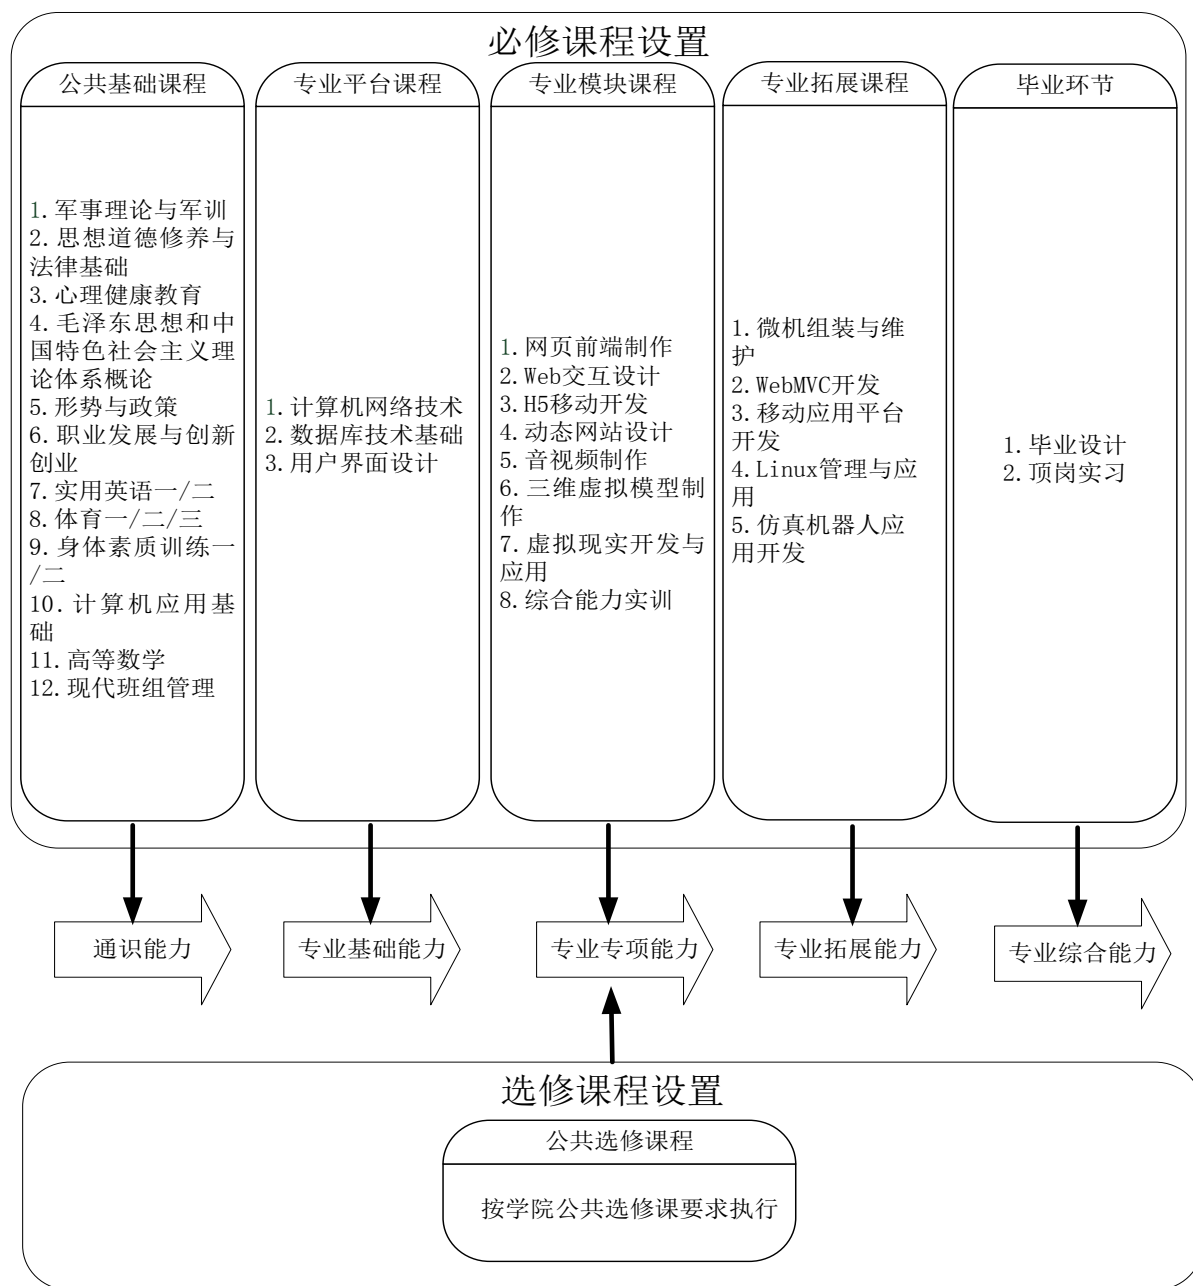 必修课程设置
公共基础课程
1.军事理论与军训
2.思想道德修养与
法律基础
3.心理健康教育
4.毛泽东思想和中
国特色社会主义理
论体系概论
5.形势与政策
6.职业发展与创新
创业
7.实用英语一/二
8.体育一/二/三
9.身体素质训练一
/二
10.计算机应用基
础
11.高等数学
12.现代班组管理
专业平台课程
1.计算机网络技术
2.数据库技术基础
3.用户界面设计
专业模块课程
1.网页前端制作
2.Web交互设计
3.H5移动开发
4.动态网站设计
5.音视频制作
6.三维虚拟模型制
作
7.虚拟现实开发与
应用
8.综合能力实训
专业拓展课程
1.微机组装与维
护
2.WebMVC开发
3.移动应用平台
开发
4.Linux管理与应
用
5.仿真机器人应
用开发
毕业环节
1.毕业设计
2.顶岗实习
通识能力
专业基础能力
专业专项能力
专业拓展能力
专业综合能力
选修课程设置
公共选修课程
按学院公共选修课要求执行